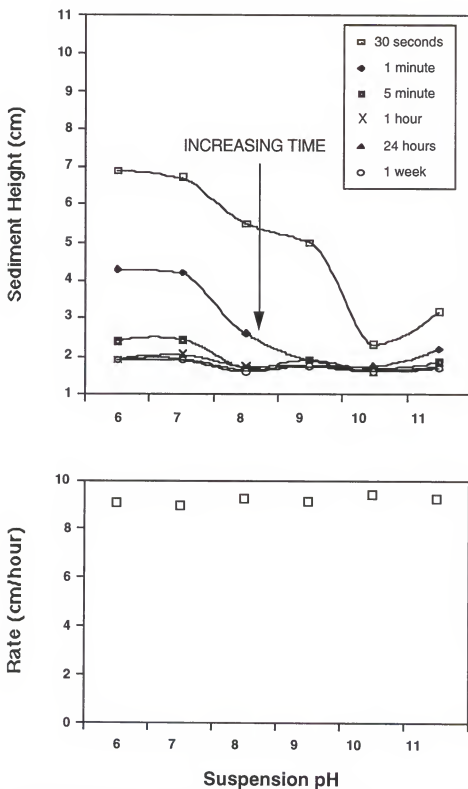 11
10
9
8
7
6
5
4
3
2
1
Sediment Height (cm)
30 seconds
1 minute
5 minute
1 hour
24 hours
1 week
INCREASING TIME
6 7 8 9 10 11
10
8
6
4
2
0
Rate (cm/hour)
6 7 8 9 10 11
Suspension pH